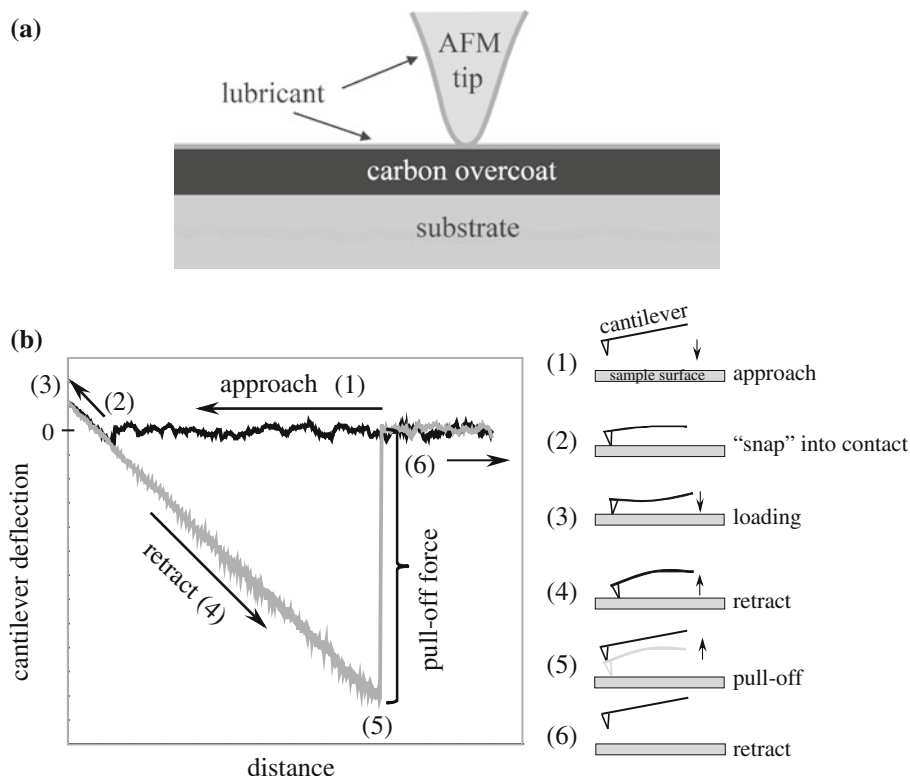 (a)
AFM
tip
lubricant
carbon overcoat
substrate
(b)
(3)
(2)
approach (1)
0
(6)
cantilever deflection
retract (4)
pull-off force
(5)
distance
cantilever
(1)
sample surface
approach
(2)
“snap” into contact
(3)
loading
(4)
retract
(5)
pull-off
(6)
retract